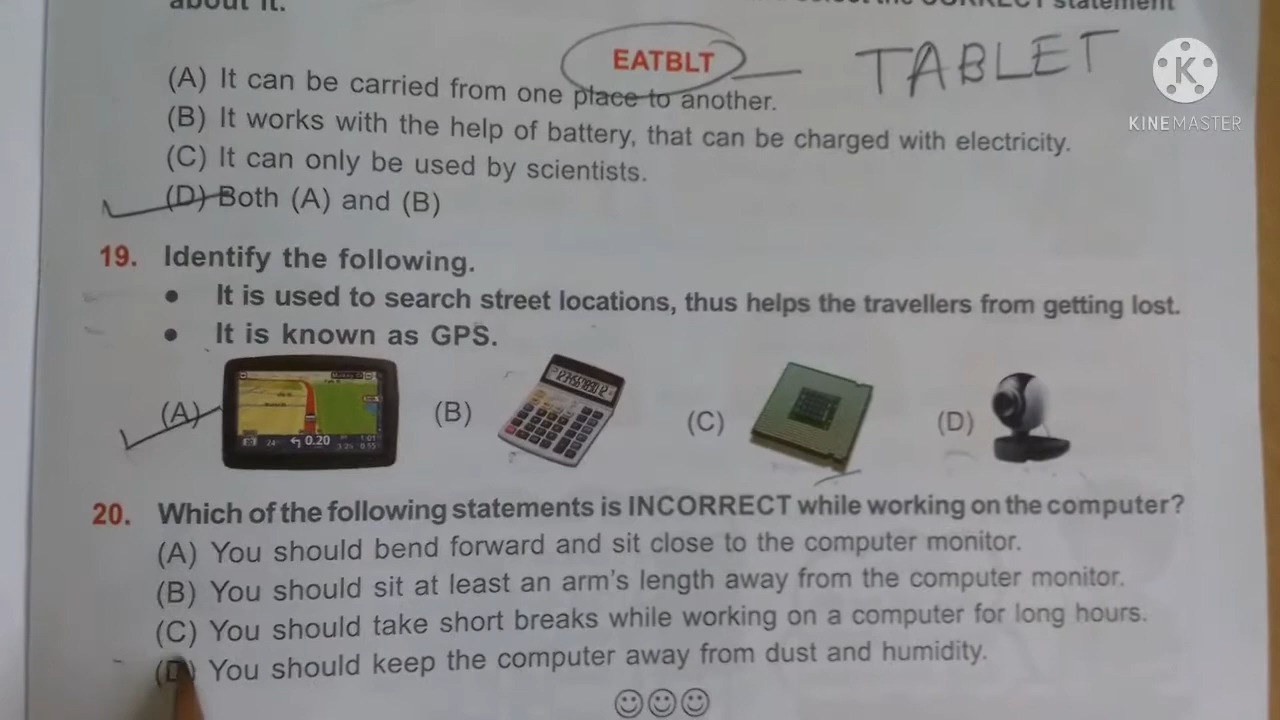 about it.
CORRECT statement
EATBLT
TABLET
K
KINEMASTER
(A) It can be carried from one place to another.
(B) It works with the help of battery, that can be charged with electricity.
(C) It can only be used by scientists.
(D) Both (A) and (B)
19. Identify the following.
• It is used to search street locations, thus helps the travellers from getting lost.
• It is known as GPS.
(A)
0.20
(B)
(C)
(D)
20. Which of the following statements is INCORRECT while working on the computer?
(A) You should bend forward and sit close to the computer monitor.
(B) You should sit at least an arm's length away from the computer monitor.
(C) You should take short breaks while working on a computer for long hours.
(D) You should keep the computer away from dust and humidity.